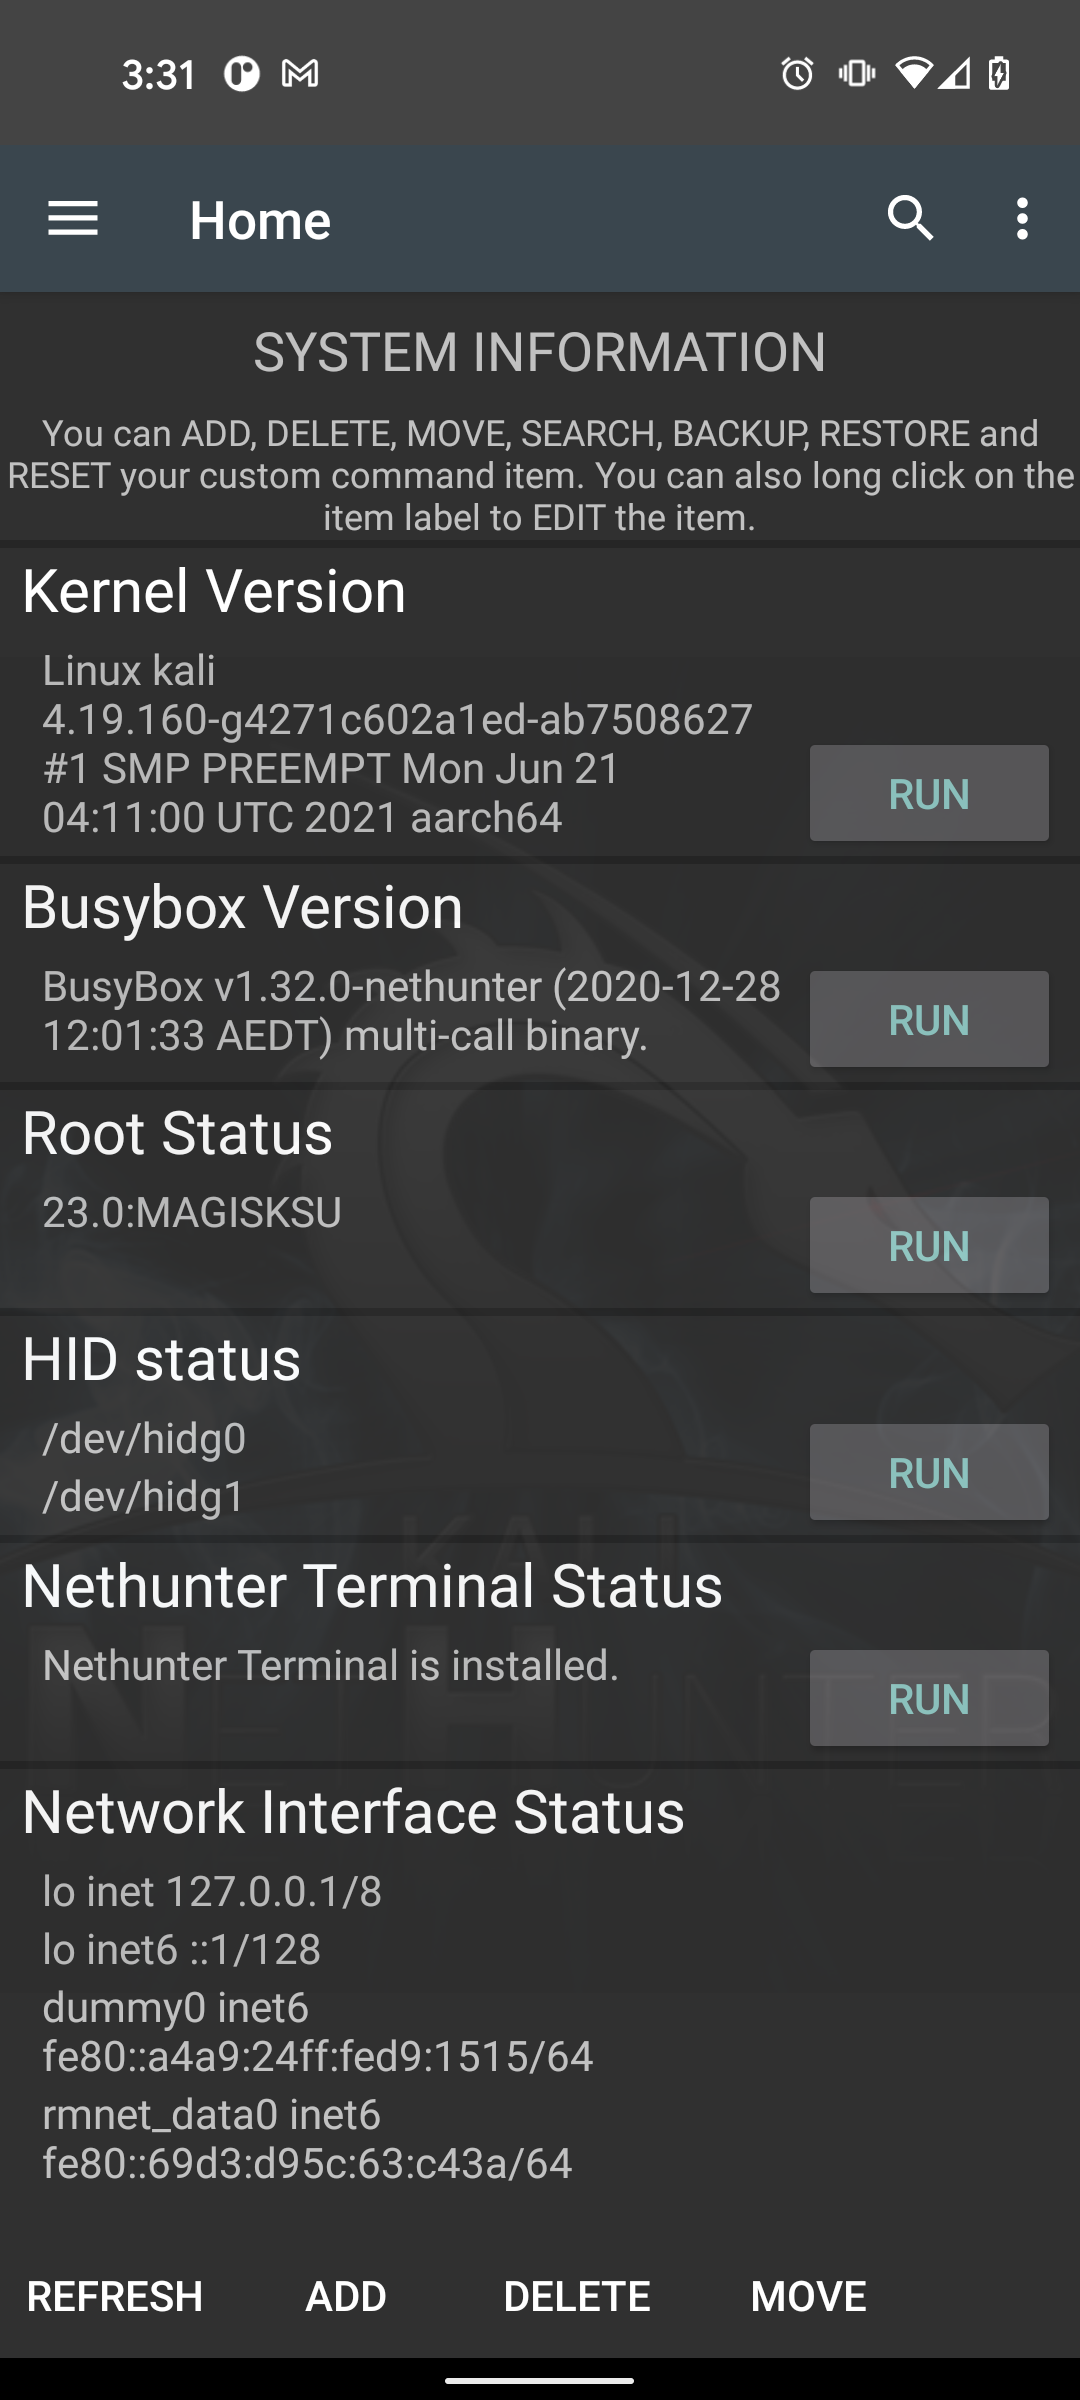 3:31
Home
SYSTEM INFORMATION
You can ADD, DELETE, MOVE, SEARCH, BACKUP, RESTORE and
RESET your custom command item. You can also long click on the
item label to EDIT the item.
Kernel Version
Linux kali
4.19.160-g4271c602a1ed-ab7508627
#1 SMP PREEMPT Mon Jun 21
04:11:00 UTC 2021 aarch64
RUN
Busybox Version
BusyBox v1.32.0-nethunter (2020-12-28
12:01:33 AEDT) multi-call binary.
RUN
Root Status
23.0:MAGISKSU
RUN
HID status
/dev/hidg0
/dev/hidg1
RUN
KALI
Nethunter Terminal Status
Nethunter Terminal is installed.
RUN
NETHUNTER
Network Interface Status
lo inet 127.0.0.1/8
lo inet6 ::1/128
dummy0 inet6
fe80::a4a9:24ff:fed9:1515/64
rmnet_data0 inet6
fe80::69d3:d95c:63:c43a/64
REFRESH ADD DELETE MOVE